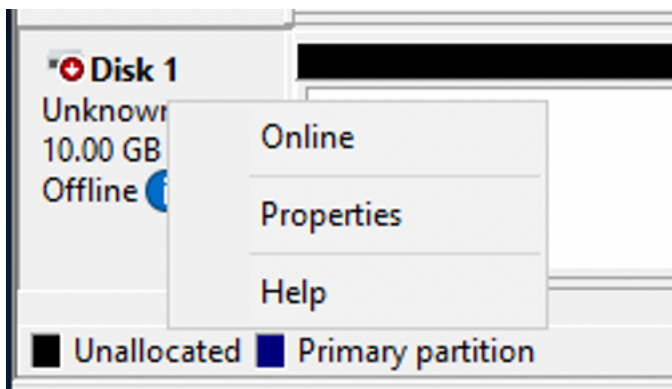 Disk 1
Unknown
10.00 GB
Offline
Online
Properties
Help
Unallocated Primary partition